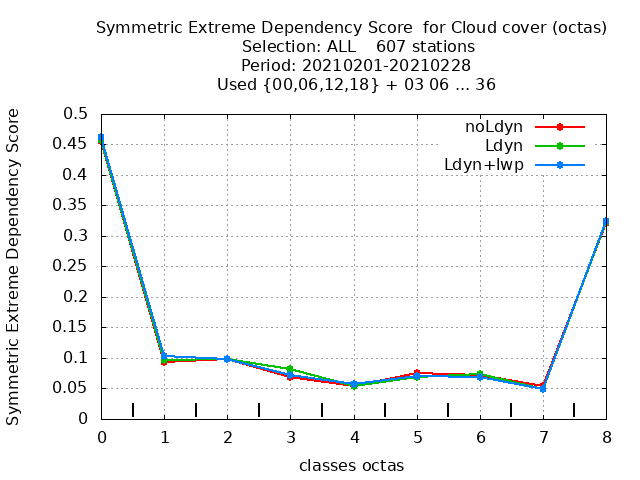 Symmetric Extreme Dependency Score  for Cloud cover (octas)
Selection: ALL    607 stations
Period: 20210201-20210228
Used {00,06,12,18} + 03 06 ... 36
Symmetric Extreme Dependency Score
0.5
0.45
0.4
0.35
0.3
0.25
0.2
0.15
0.1
0.05
0
noLdyn
Ldyn
Ldyn+lwp
0 1 2 3 4 5 6 7 8
classes octas